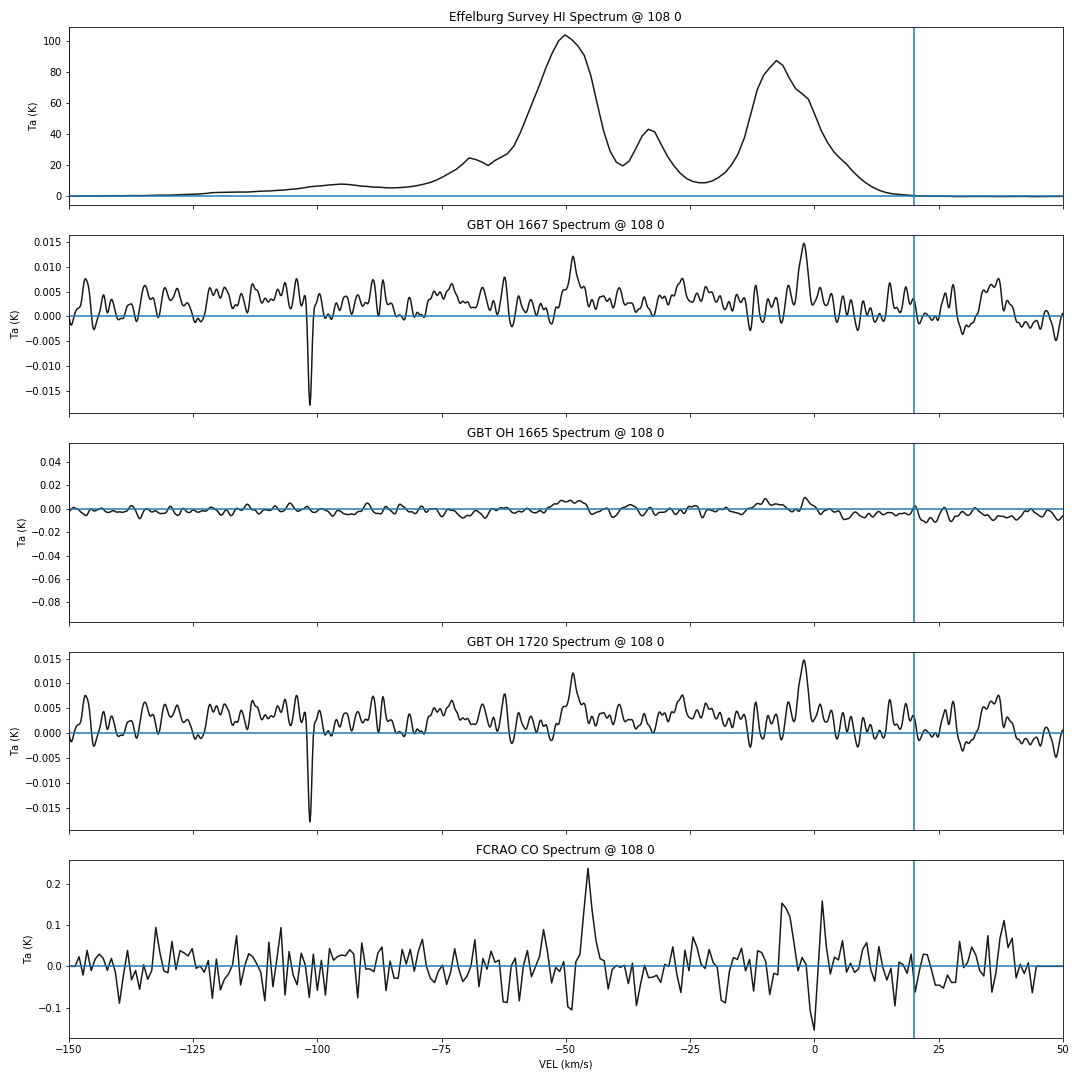 Effelburg Survey HI Spectrum @ 108 0
100
80
60
40
20
0
Ta (K)
GBT OH 1667 Spectrum @ 108 0
0.015
0.010
0.005
0.000
−0.005
−0.010
−0.015
Ta (K)
GBT OH 1665 Spectrum @ 108 0
0.04
0.02
0.00
−0.02
−0.04
−0.06
−0.08
Ta (K)
GBT OH 1720 Spectrum @ 108 0
0.015
0.010
0.005
0.000
−0.005
−0.010
−0.015
Ta (K)
FCRAO CO Spectrum @ 108 0
0.2
0.1
0.0
−0.1
Ta (K)
−150 −125 −100 −75 −50 −25 0 25 50
VEL (km/s)